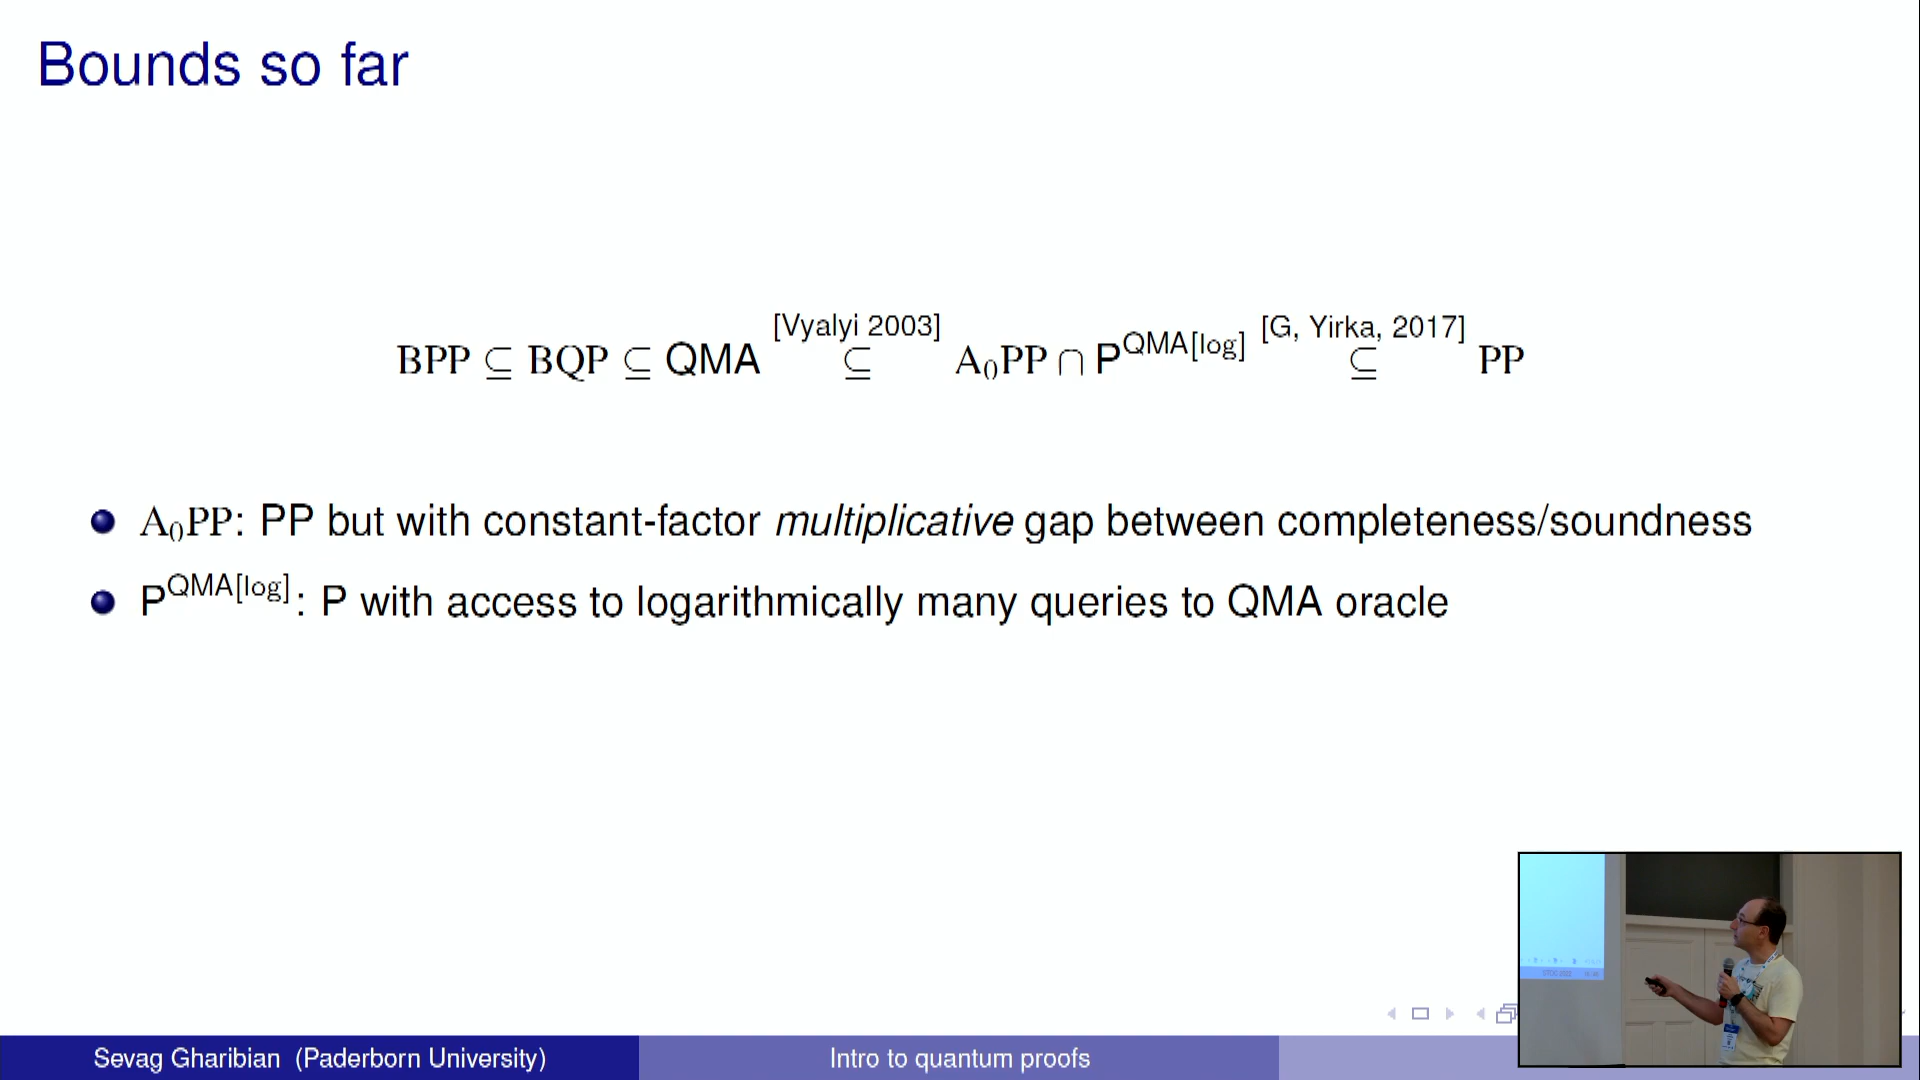 Bounds so far
[Vyalyi 2003] [G, Yirka, 2017]
BPP ⊆ BQP ⊆ QMA ⊆ A₀PP ∩ P^QMA[log] ⊆ PP
A₀PP: PP but with constant-factor multiplicative gap between completeness/soundness
P^QMA[log]: P with access to logarithmically many queries to QMA oracle
Sevag Gharibian (Paderborn University)
Intro to quantum proofs